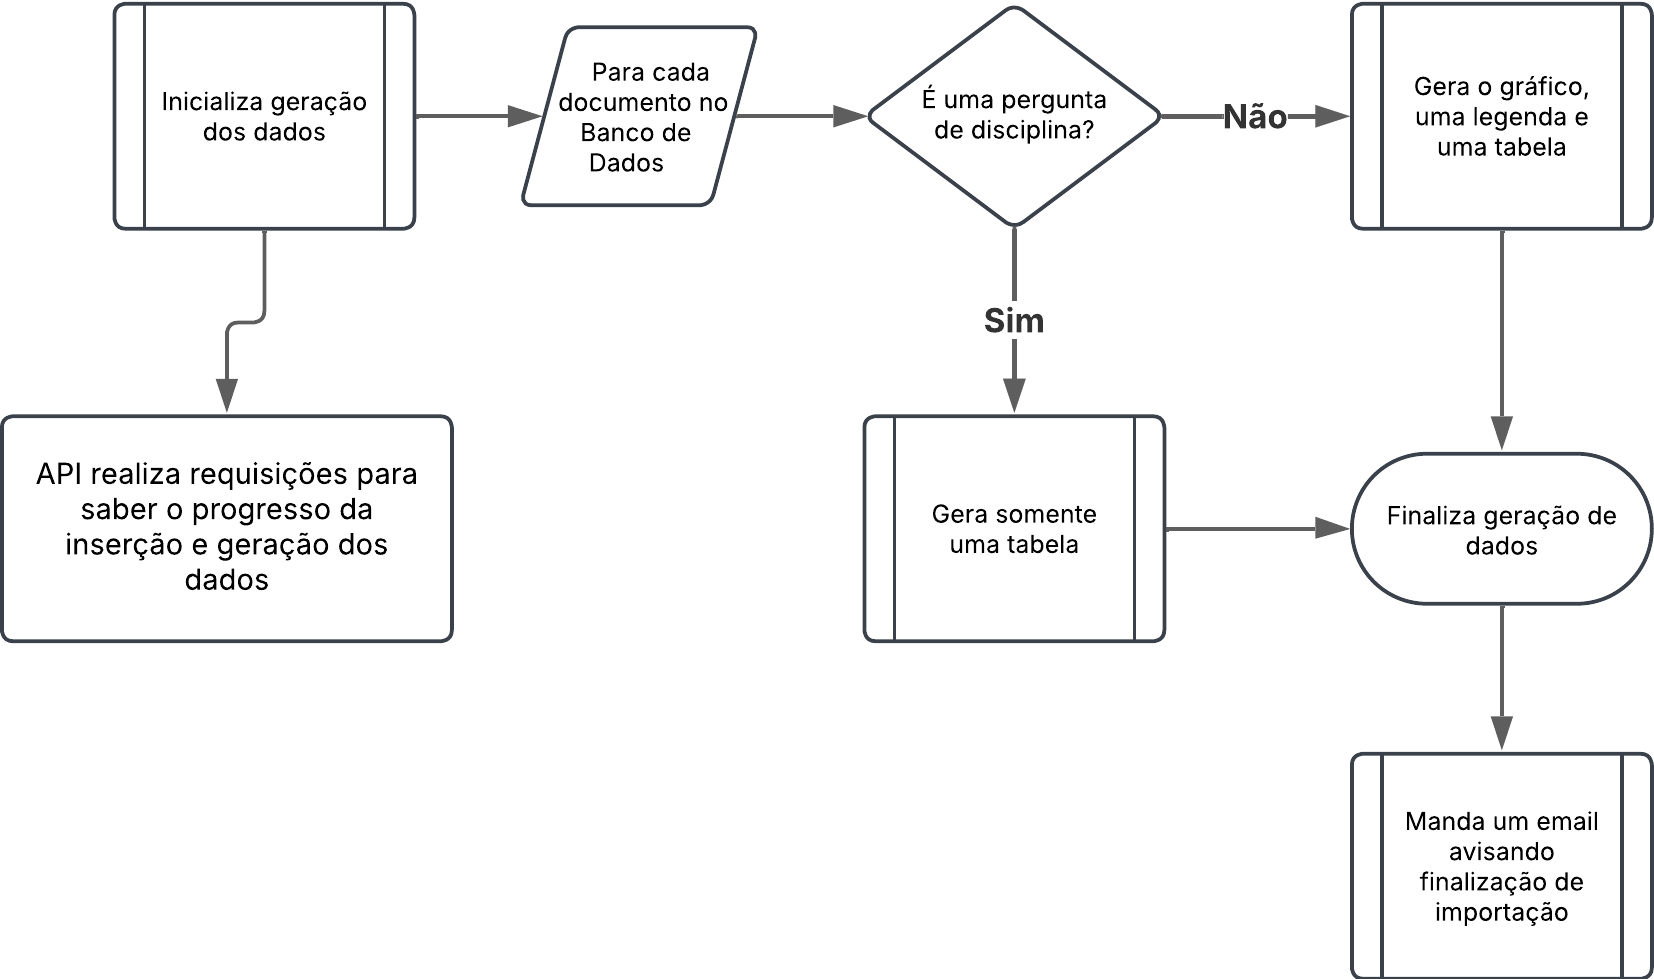 Inicializa geração
dos dados
Para cada
documento no
Banco de
Dados
É uma pergunta
de disciplina?
Não
Gera o gráfico,
uma legenda e
uma tabela
Sim
API realiza requisições para
saber o progresso da
inserção e geração dos
dados
Gera somente
uma tabela
Finaliza geração de
dados
Manda um email
avisando
finalização de
importação